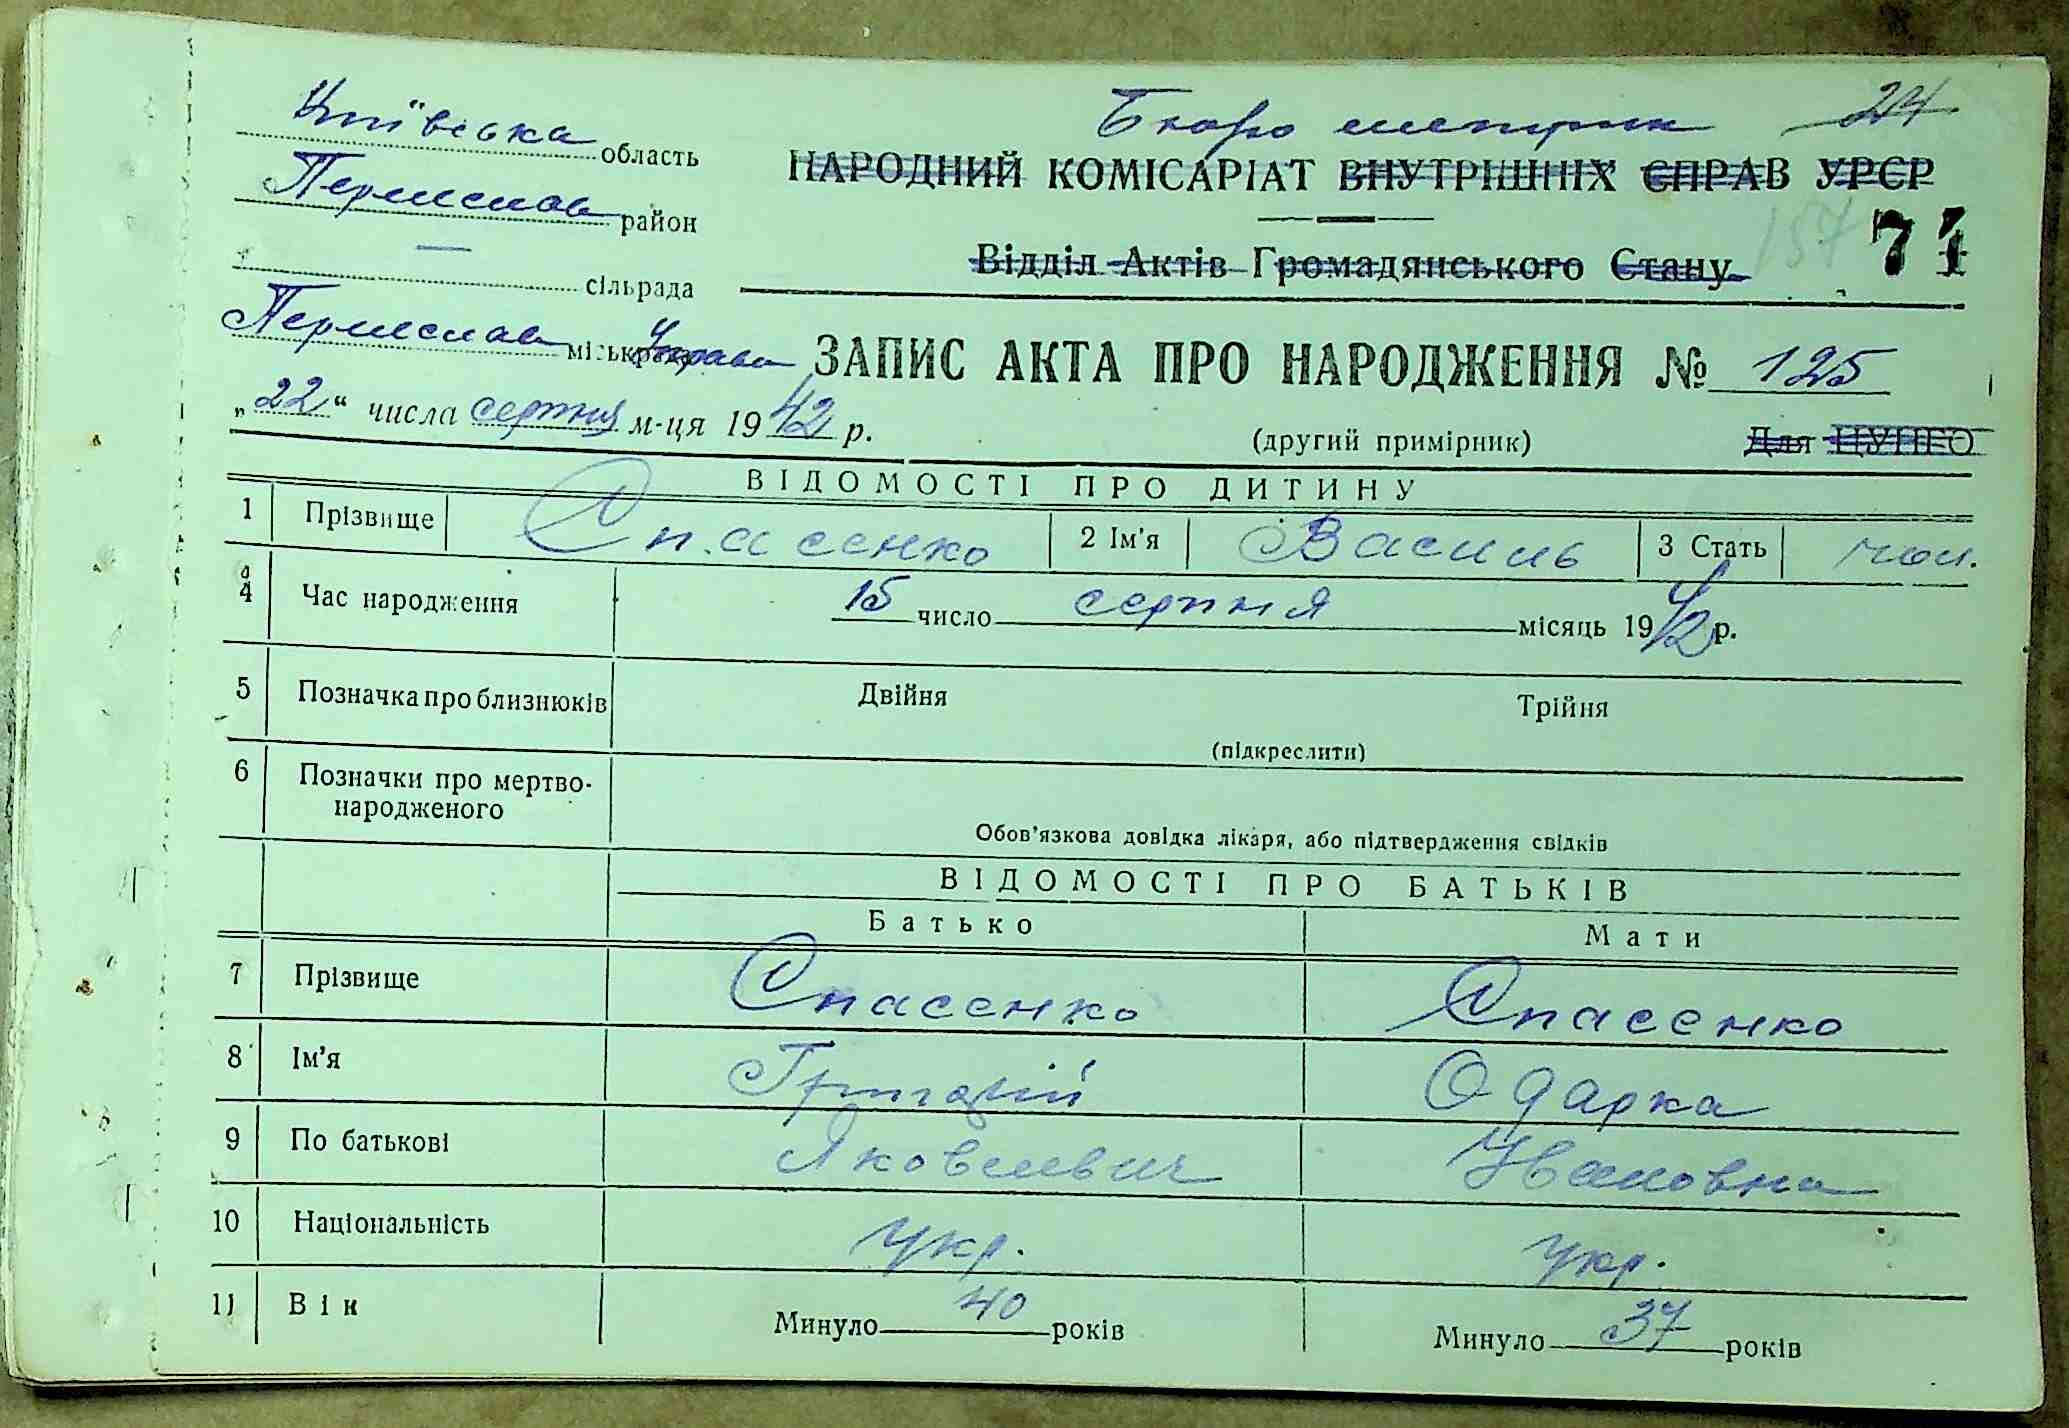 Київська область
Бюро метрик 24
НАРОДНИЙ КОМІСАРІАТ ВНУТРІШНІХ СПРАВ УРСР
Переяслав район
157 71
— сільрада
Відділ Актів Громадянського Стану
Переяслав міськ Управа
ЗАПИС АКТА ПРО НАРОДЖЕННЯ № 125
„22“ числа серпня м-ця 1942 р.
(другий примірник) Для ЦУНГО
ВІДОМОСТІ ПРО ДИТИНУ
1 Прізвище Спасенко 2 Ім'я Василь 3 Стать чол.
4 Час народження 15 число серпня місяць 1942 р.
5 Позначка про близнюків Двійня Трійня
(підкреслити)
6 Позначки про мертво-
народженого
Обов'язкова довідка лікаря, або підтвердження свідків
ВІДОМОСТІ ПРО БАТЬКІВ
Батько Мати
7 Прізвище Спасенко Спасенко
8 Ім'я Григорій Одарка
9 По батькові Яковлевич Ивановна
10 Національність укр. укр.
11 Вік Минуло 40 років Минуло 37 років